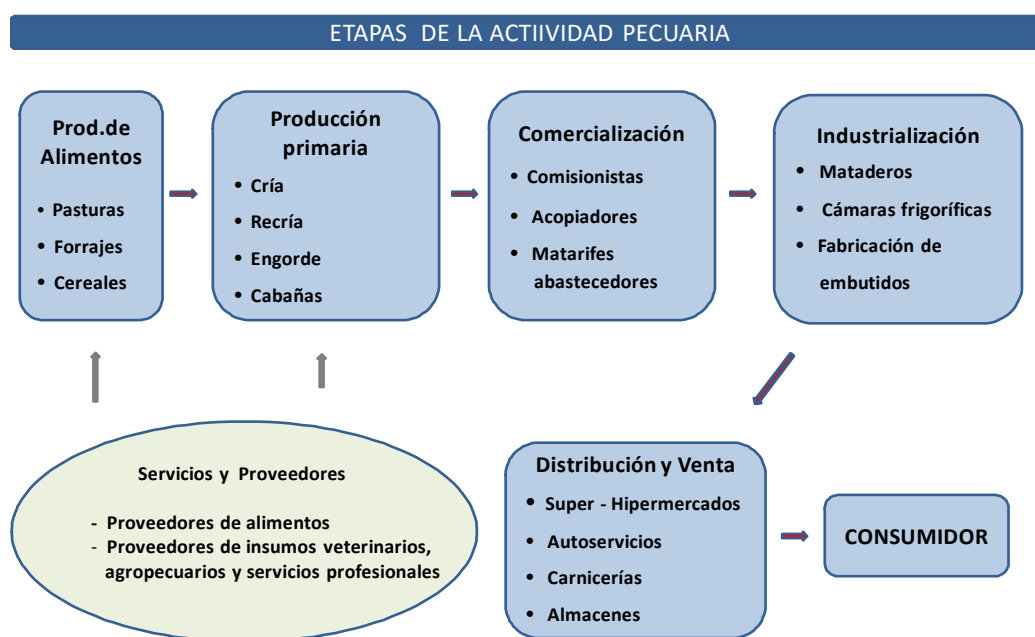 ETAPAS DE LA ACTIIVIDAD PECUARIA
Prod.de
Alimentos
• Pasturas
• Forrajes
• Cereales
Producción
primaria
• Cría
• Recría
• Engorde
• Cabañas
Comercialización
• Comisionistas
• Acopiadores
• Matarifes
abastecedores
Industrialización
• Mataderos
• Cámaras frigoríficas
• Fabricación de
embutidos
Servicios y Proveedores
- Proveedores de alimentos
- Proveedores de insumos veterinarios,
agropecuarios y servicios profesionales
Distribución y Venta
• Super - Hipermercados
• Autoservicios
• Carnicerías
• Almacenes
CONSUMIDOR